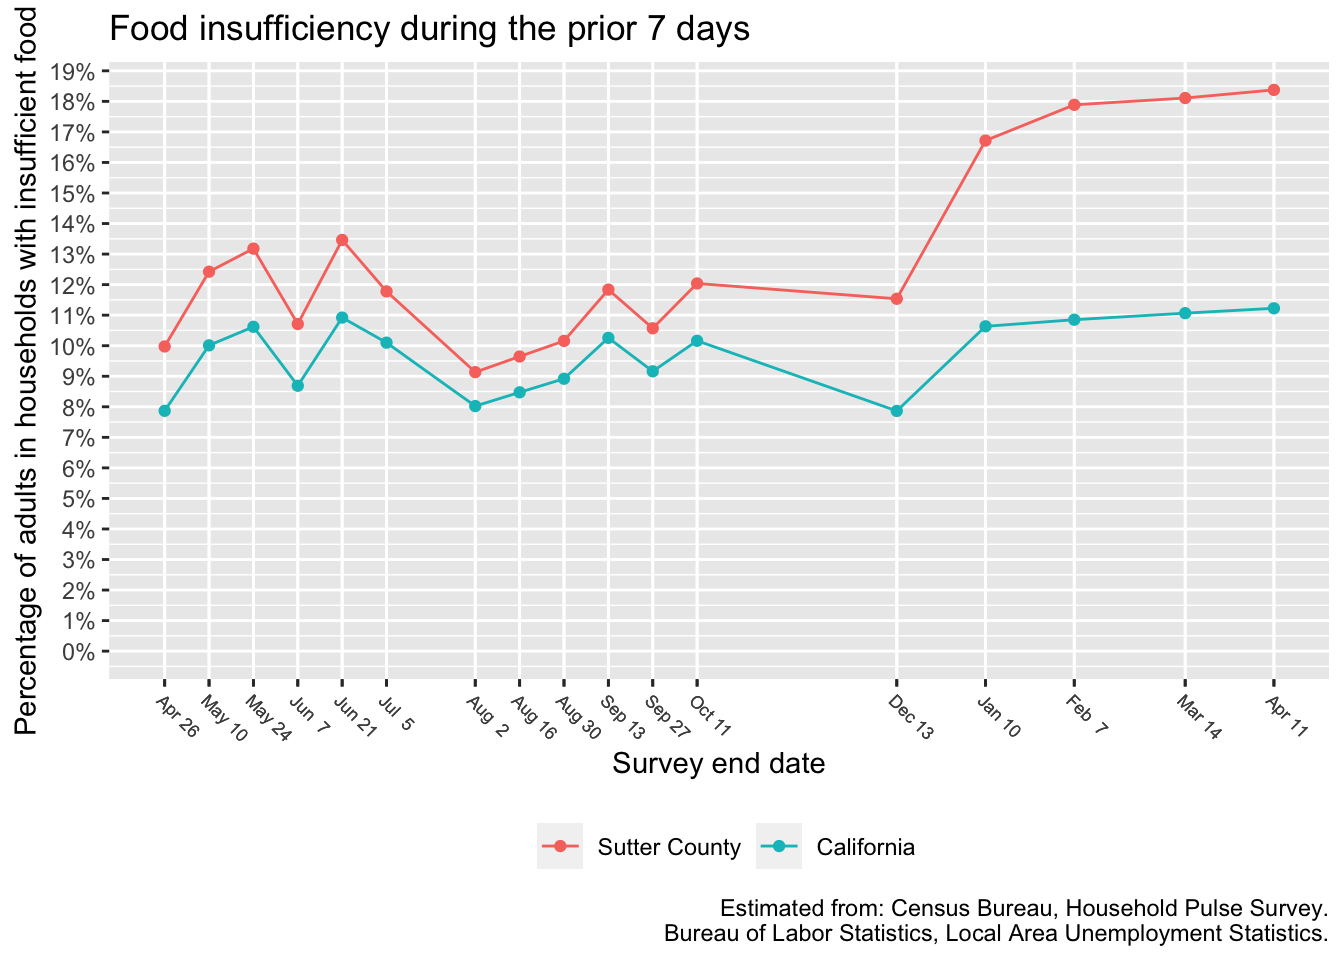 Food insufficiency during the prior 7 days
Percentage of adults in households with insufficient food
19%
18%
17%
16%
15%
14%
13%
12%
11%
10%
9%
8%
7%
6%
5%
4%
3%
2%
1%
0%
Apr 26
May 10
May 24
Jun 7
Jun 21
Jul 5
Aug 2
Aug 16
Aug 30
Sep 13
Sep 27
Oct 11
Dec 13
Jan 10
Feb 7
Mar 14
Apr 11
Survey end date
Sutter County
California
Estimated from: Census Bureau, Household Pulse Survey.
Bureau of Labor Statistics, Local Area Unemployment Statistics.